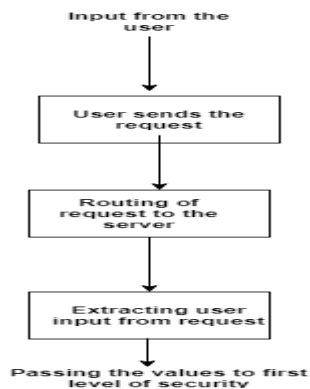 Input from the
user
User sends the
request
Routing of
request to the
server
Extracting user
input from request
Passing the values to first
level of security